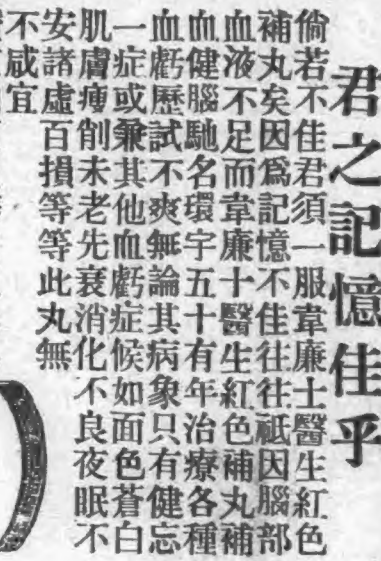 君之記憶佳乎
倘若不佳君須一服韋廉士醫生紅色
補丸矣因爲記憶不佳往往祇因腦部
血液不足而韋廉十醫生紅色補丸補
血健腦馳名環宇五十有年治療各種
血虧歷試不爽無論其病象只有健忘
一症或兼其他血虧症候如面色蒼白
肌膚瘦削未老先衰消化不良夜眠不
安諸虛百損等等此丸無
不咸宜